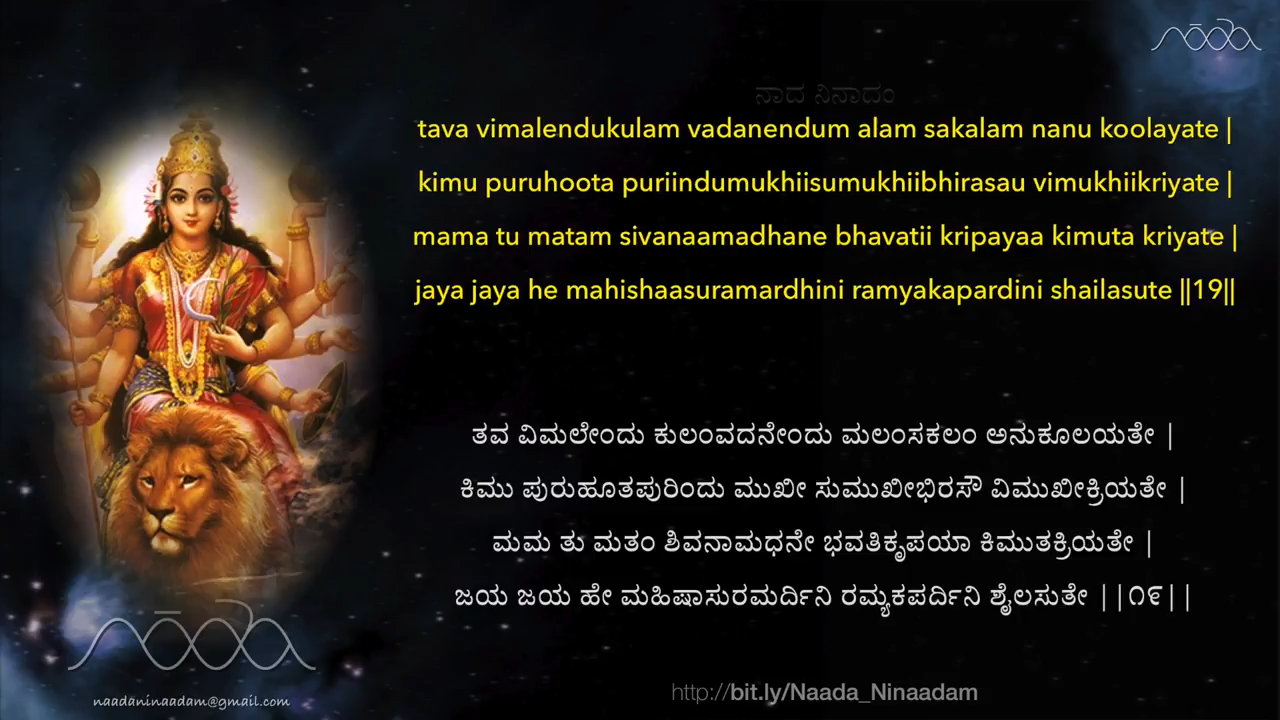 nāda
ನಾದ ನಿನಾದಂ
tava vimalendukulam vadanendum alam sakalam nanu koolayate |
kimu puruhoota puriindumukhiisumukhiibhirasau vimukhiikriyate |
mama tu matam sivanaamadhane bhavatii kripayaa kimuta kriyate |
jaya jaya he mahishaasuramardhini ramyakapardini shailasute ||19||
ತವ ವಿಮಲೇಂದು ಕುಲಂವದನೇಂದು ಮಲಂಸಕಲಂ ಅನುಕೂಲಯತೇ |
ಕಿಮು ಪುರುಹೂತಪುರಿಂದು ಮುಖೀ ಸುಮುಖೀಭಿರಸೌ ವಿಮುಖೀಕ್ರಿಯತೇ |
ಮಮ ತು ಮತಂ ಶಿವನಾಮಧನೇ ಭವತಿಕೃಪಯಾ ಕಿಮುತಕ್ರಿಯತೇ |
ಜಯ ಜಯ ಹೇ ಮಹಿಷಾಸುರಮರ್ದಿನಿ ರಮ್ಯಕಪರ್ದಿನಿ ಶೈಲಸುತೇ ||೧೯||
nāda
naadaninaadam@gmail.com
http://bit.ly/Naada_Ninaadam